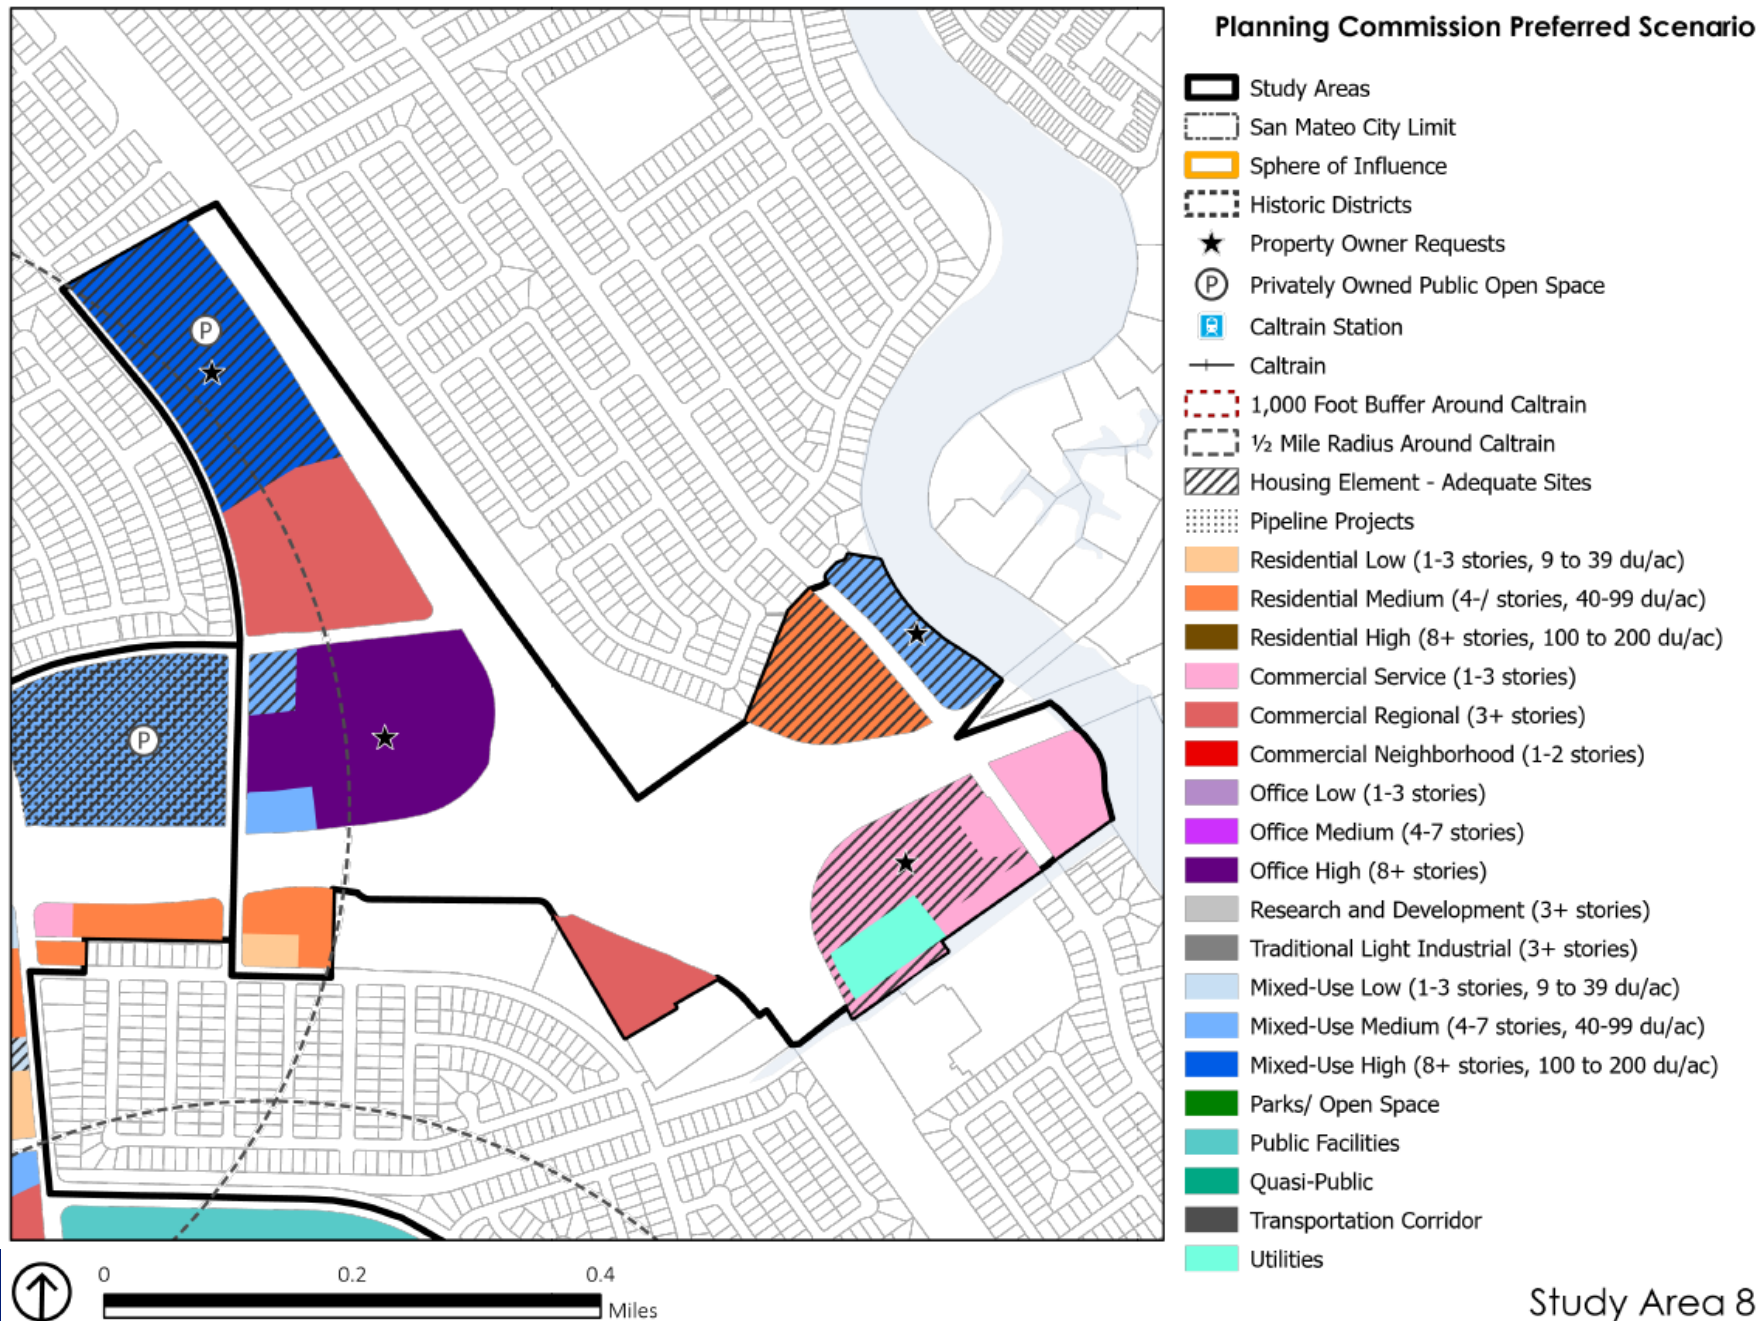 Planning Commission Preferred Scenario
Study Areas
San Mateo City Limit
Sphere of Influence
Historic Districts
Property Owner Requests
P Privately Owned Public Open Space
Caltrain Station
Caltrain
1,000 Foot Buffer Around Caltrain
½ Mile Radius Around Caltrain
Housing Element - Adequate Sites
Pipeline Projects
Residential Low (1-3 stories, 9 to 39 du/ac)
Residential Medium (4-/ stories, 40-99 du/ac)
Residential High (8+ stories, 100 to 200 du/ac)
Commercial Service (1-3 stories)
Commercial Regional (3+ stories)
Commercial Neighborhood (1-2 stories)
Office Low (1-3 stories)
Office Medium (4-7 stories)
Office High (8+ stories)
Research and Development (3+ stories)
Traditional Light Industrial (3+ stories)
Mixed-Use Low (1-3 stories, 9 to 39 du/ac)
Mixed-Use Medium (4-7 stories, 40-99 du/ac)
Mixed-Use High (8+ stories, 100 to 200 du/ac)
Parks/ Open Space
Public Facilities
Quasi-Public
Transportation Corridor
Utilities
P
P
0 0.2 0.4
Miles
Study Area 8